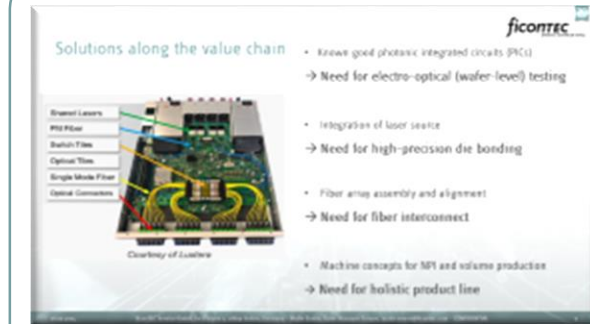 ficonTEC
Solutions along the value chain
• Known good photonic integrated circuits (PICs)
→ Need for electro-optical (wafer-level) testing
• Integration of laser source
→ Need for high-precision die bonding
• Fiber array assembly and alignment
→ Need for fiber interconnect
• Machine concepts for NPI and volume production
→ Need for holistic product line
Shared Lasers
PM Fiber
Switch Tiles
Optical Tiles
Single Mode Fiber
Optical Connectors
Courtesy of